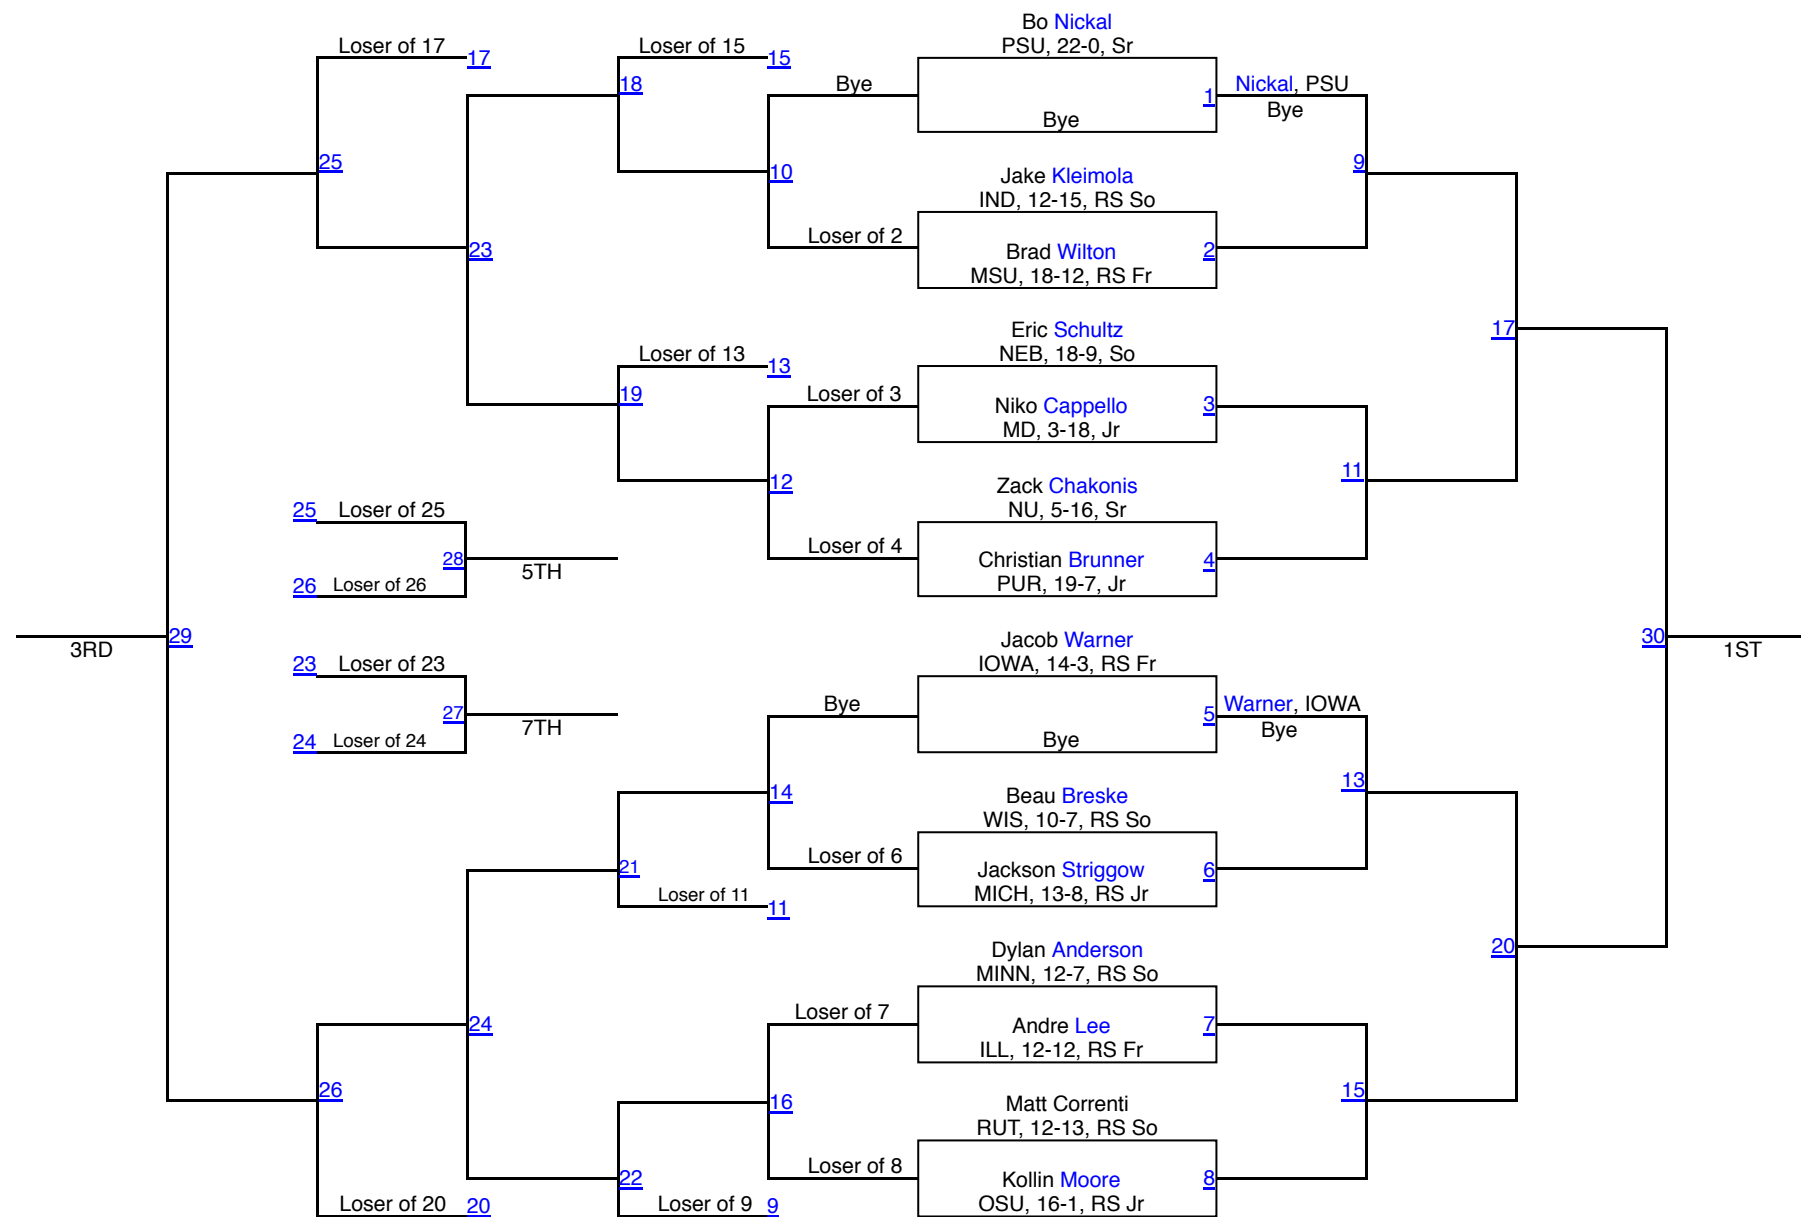 Bo Nickal
PSU, 22-0, Sr
Loser of 17
17
Loser of 15
15
18
Bye
1
Nickal, PSU
Bye
Bye
25
10
Jake Kleimola
IND, 12-15, RS So
9
23
Loser of 2
Brad Wilton
MSU, 18-12, RS Fr
2
Eric Schultz
NEB, 18-9, So
17
Loser of 13
13
19
Loser of 3
Niko Cappello
MD, 3-18, Jr
3
12
Zack Chakonis
NU, 5-16, Sr
11
25
Loser of 25
28
5TH
26
Loser of 26
Loser of 4
Christian Brunner
PUR, 19-7, Jr
4
3RD
29
Jacob Warner
IOWA, 14-3, RS Fr
30
1ST
23
Loser of 23
27
7TH
24
Loser of 24
Bye
5
Warner, IOWA
Bye
Bye
14
Beau Breske
WIS, 10-7, RS So
13
21
Loser of 11
11
Loser of 6
Jackson Striggow
MICH, 13-8, RS Jr
6
Dylan Anderson
MINN, 12-7, RS So
20
24
Loser of 7
Andre Lee
ILL, 12-12, RS Fr
7
26
16
Matt Correnti
RUT, 12-13, RS So
15
22
Loser of 8
Kollin Moore
OSU, 16-1, RS Jr
8
Loser of 20
20
Loser of 9
9